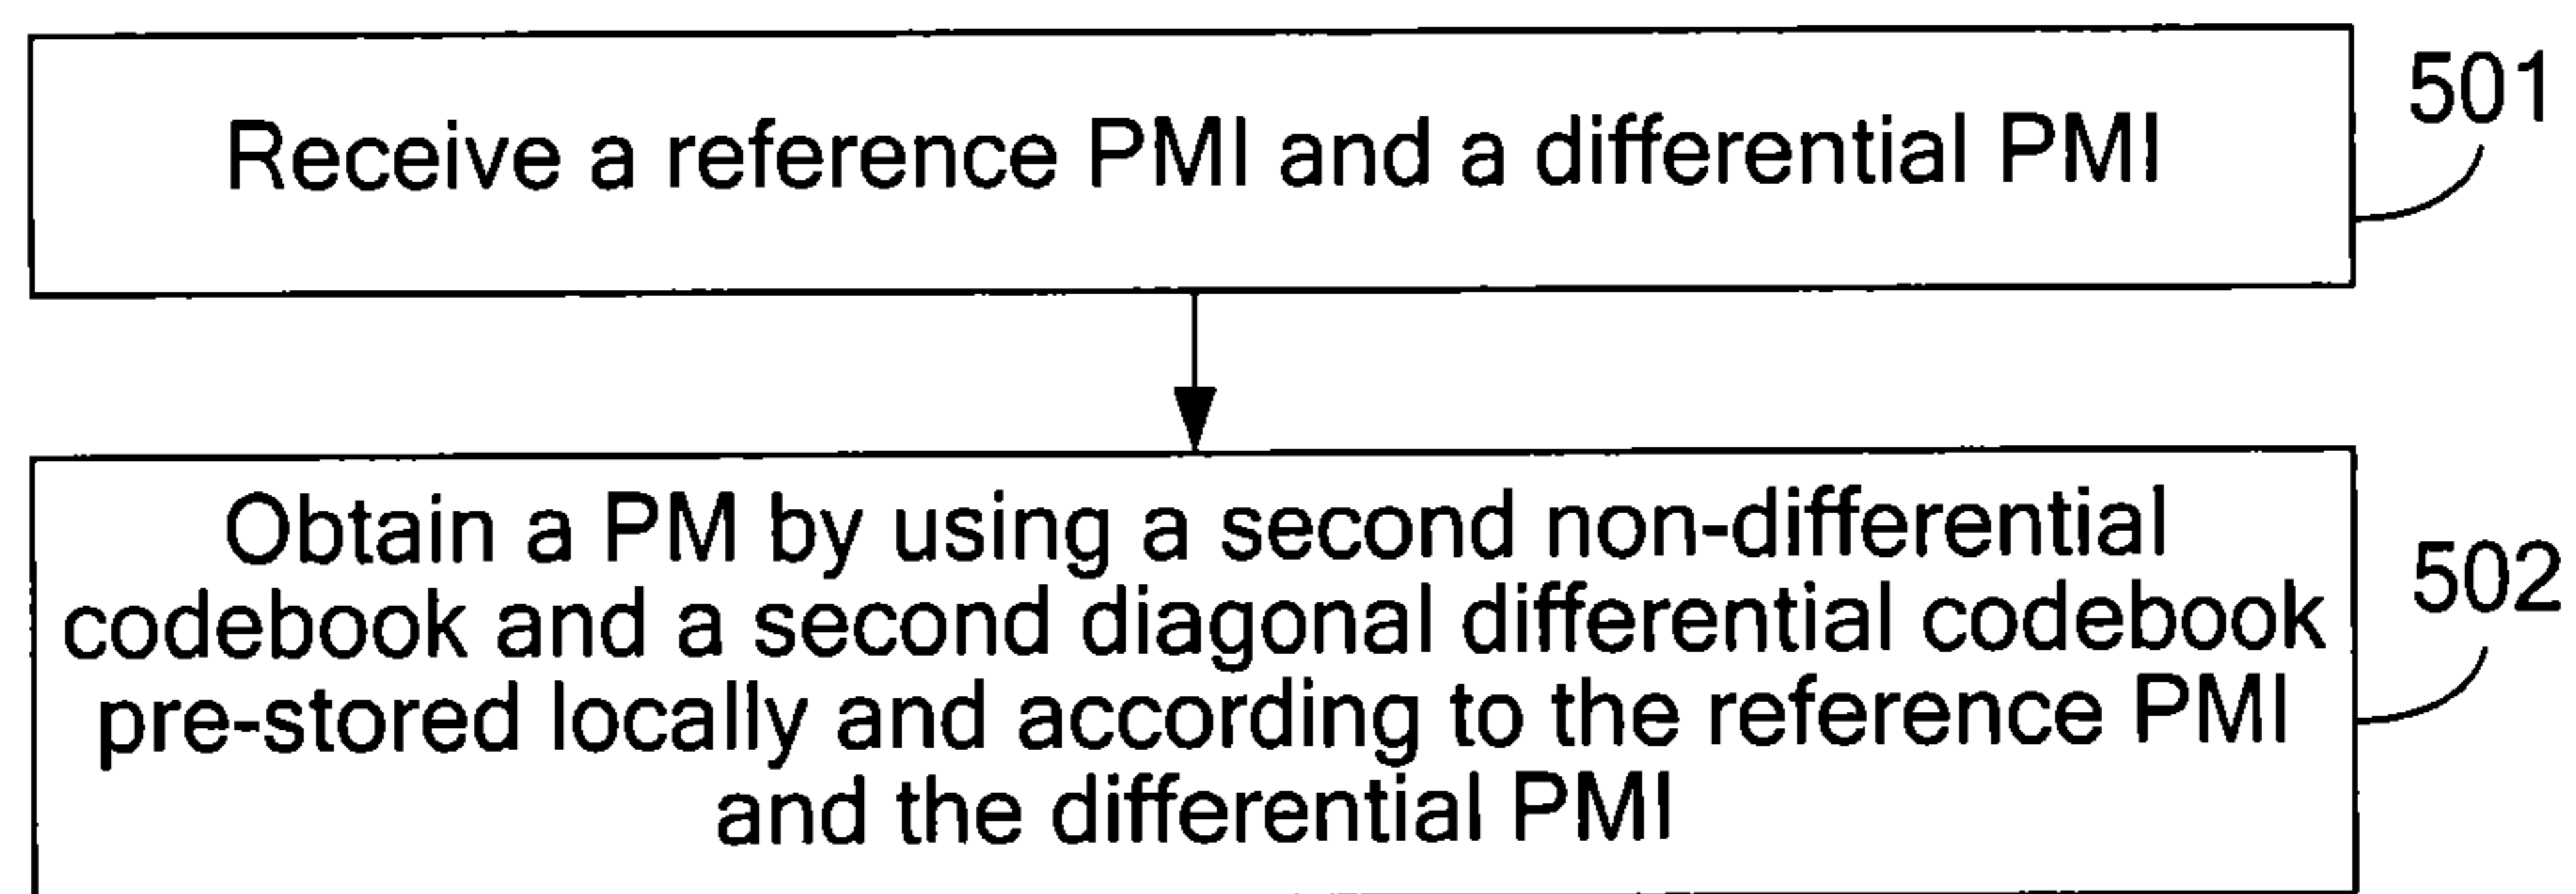 Receive a reference PMI and a differential PMI
501
Obtain a PM by using a second non-differential
codebook and a second diagonal differential codebook
pre-stored locally and according to the reference PMI
and the differential PMI
502